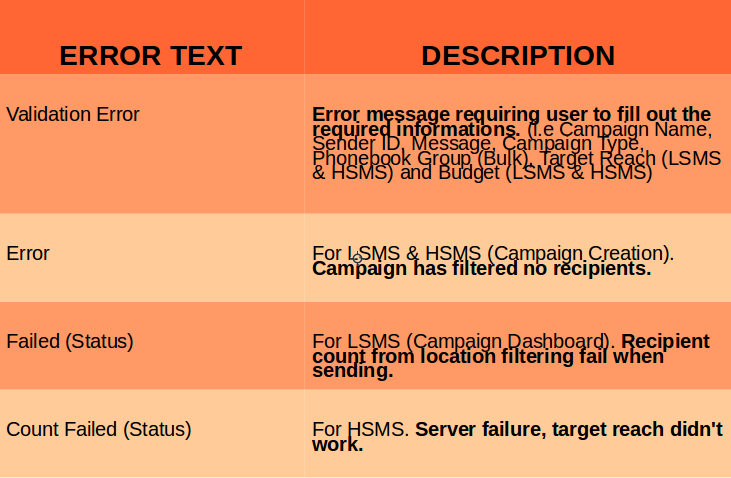 ERROR TEXT
DESCRIPTION
Validation Error
Error message requiring user to fill out the
required informations. (i.e Campaign Name,
Sender ID, Message, Campaign Type,
Phonebook Group (Bulk), Target Reach (LSMS
& HSMS) and Budget (LSMS & HSMS)
Error
For LSMS & HSMS (Campaign Creation).
Campaign has filtered no recipients.
Failed (Status)
For LSMS (Campaign Dashboard). Recipient
count from location filtering fail when
sending.
Count Failed (Status)
For HSMS. Server failure, target reach didn't
work.